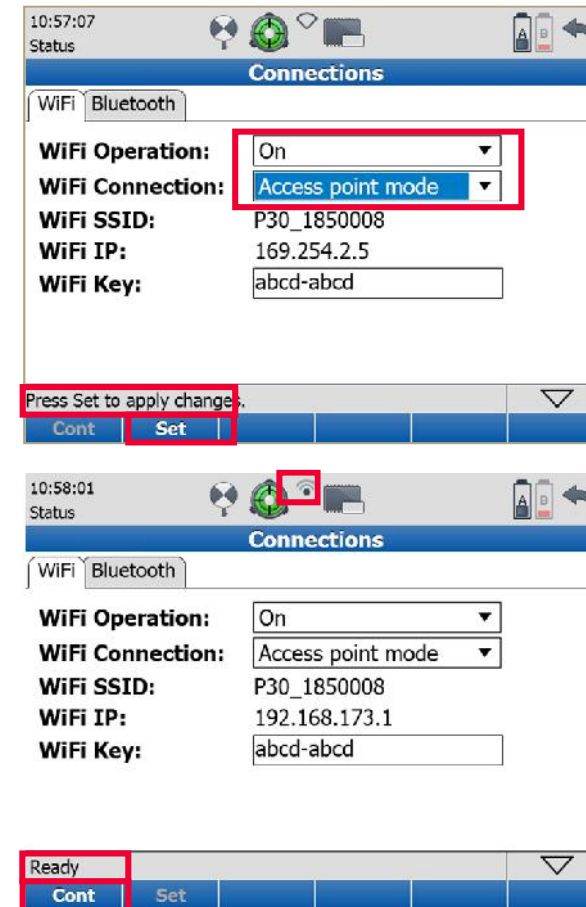 10:57:07
Status
A B
Connections
WiFi Bluetooth
WiFi Operation: On
WiFi Connection: Access point mode
WiFi SSID: P30_1850008
WiFi IP: 169.254.2.5
WiFi Key: abcd-abcd
Press Set to apply changes.
Cont Set
10:58:01
Status
A B
Connections
WiFi Bluetooth
WiFi Operation: On
WiFi Connection: Access point mode
WiFi SSID: P30_1850008
WiFi IP: 192.168.173.1
WiFi Key: abcd-abcd
Ready
Cont Set